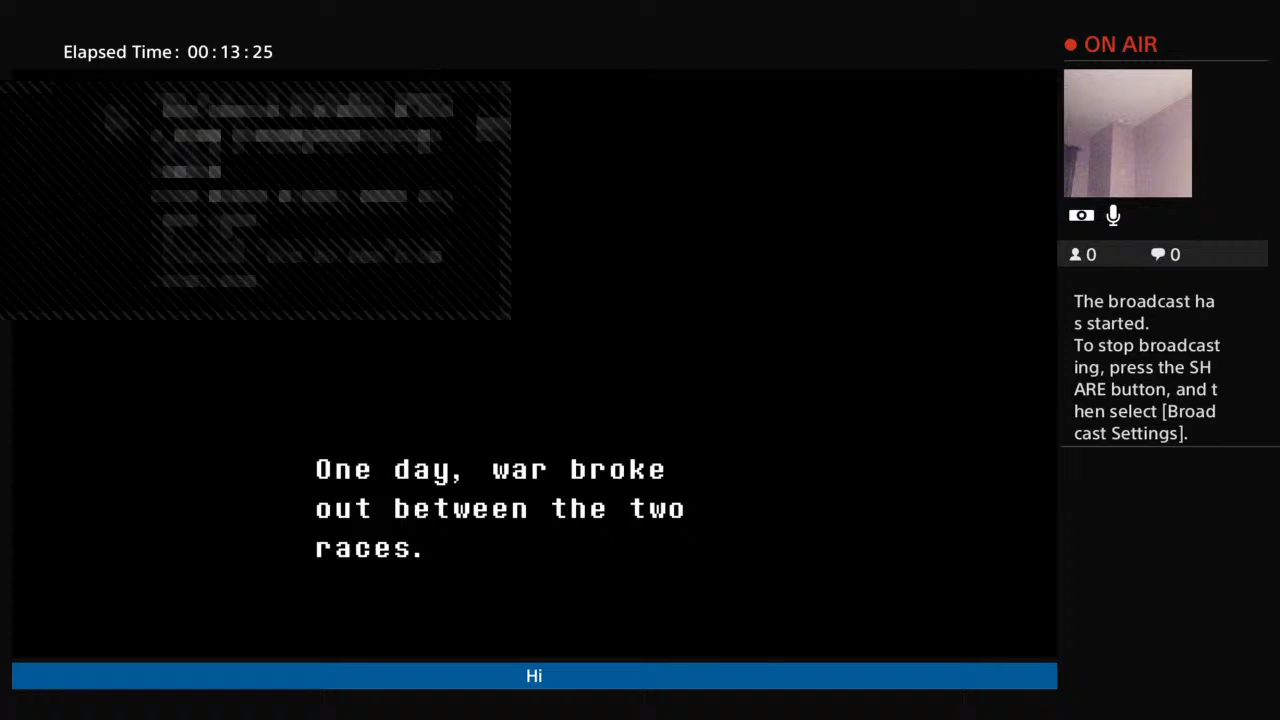 Elapsed Time: 00:13:25
ON AIR
0 0
The broadcast ha
s started.
To stop broadcast
ing, press the SH
ARE button, and t
hen select [Broad
cast Settings].
One day, war broke
out between the two
races.
Hi